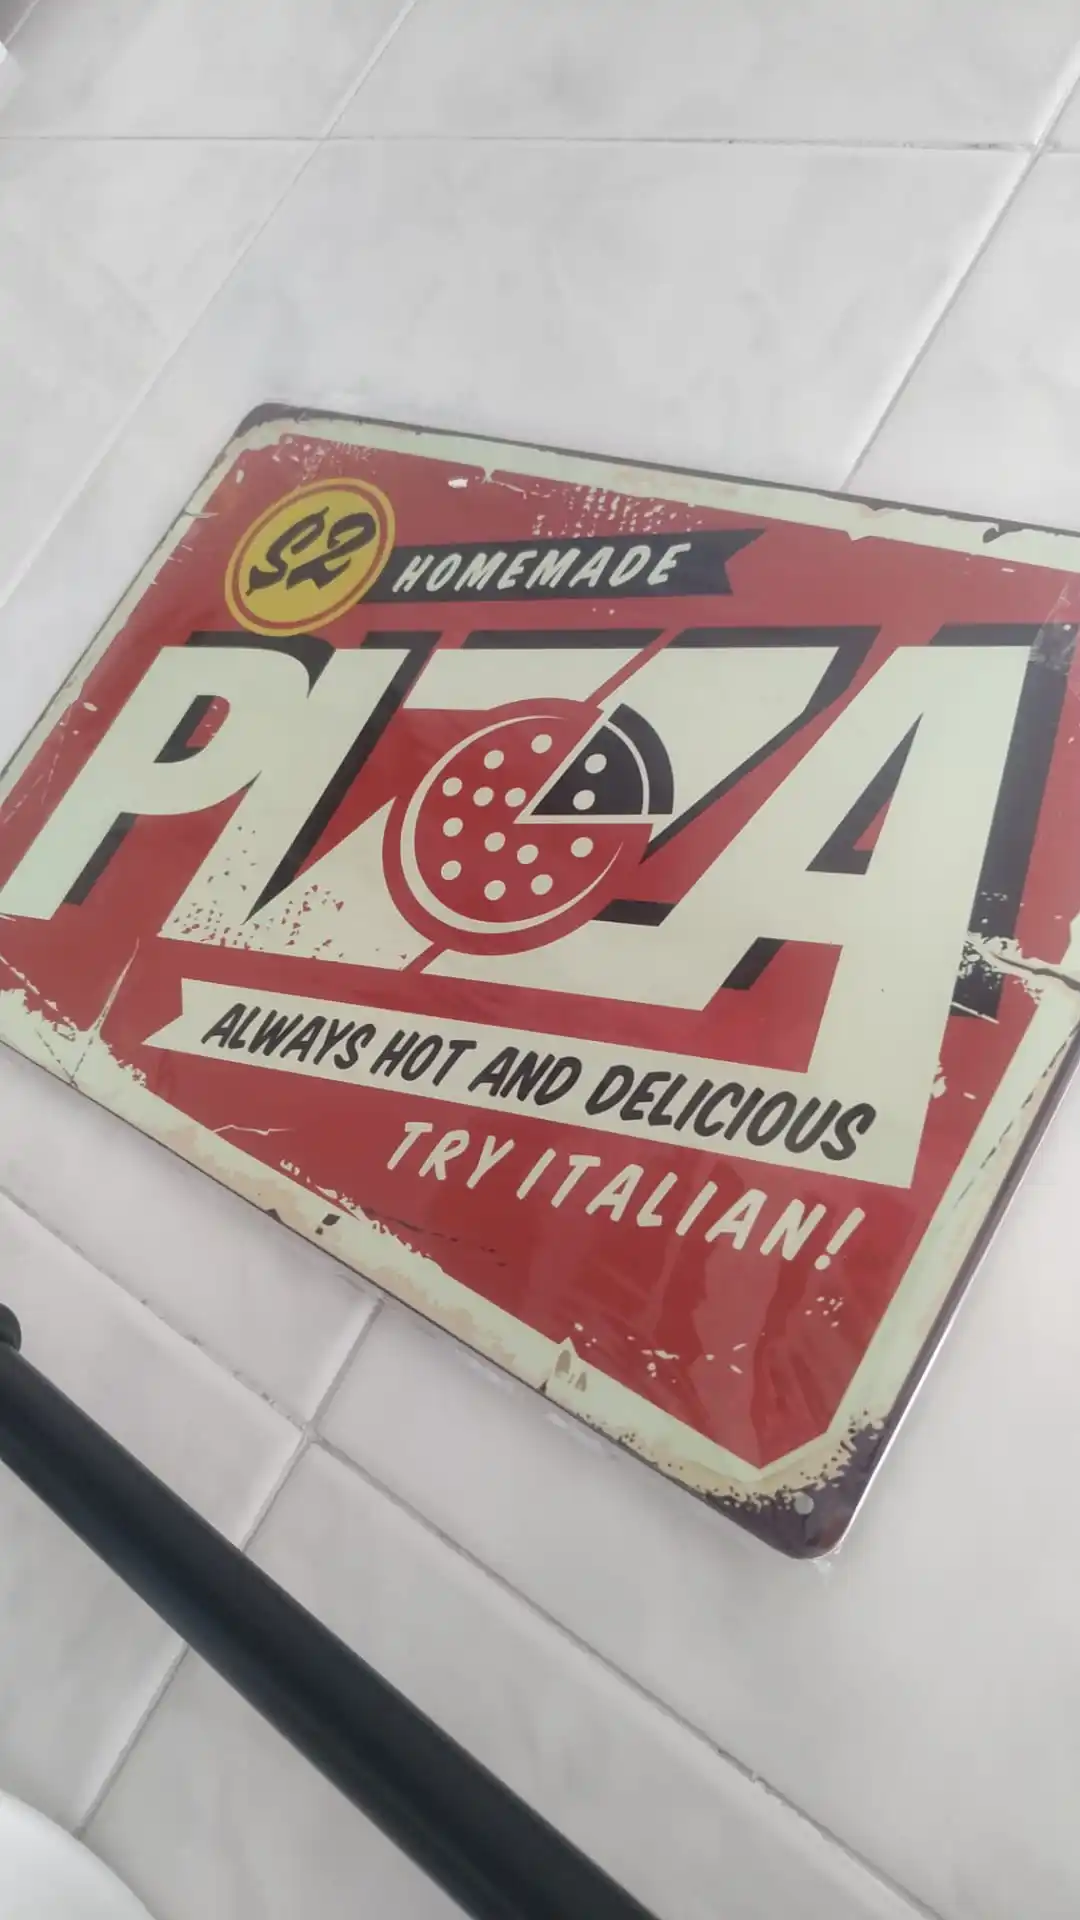 $2
HOMEMADE
PIZZA
ALWAYS HOT AND DELICIOUS
TRY ITALIAN!